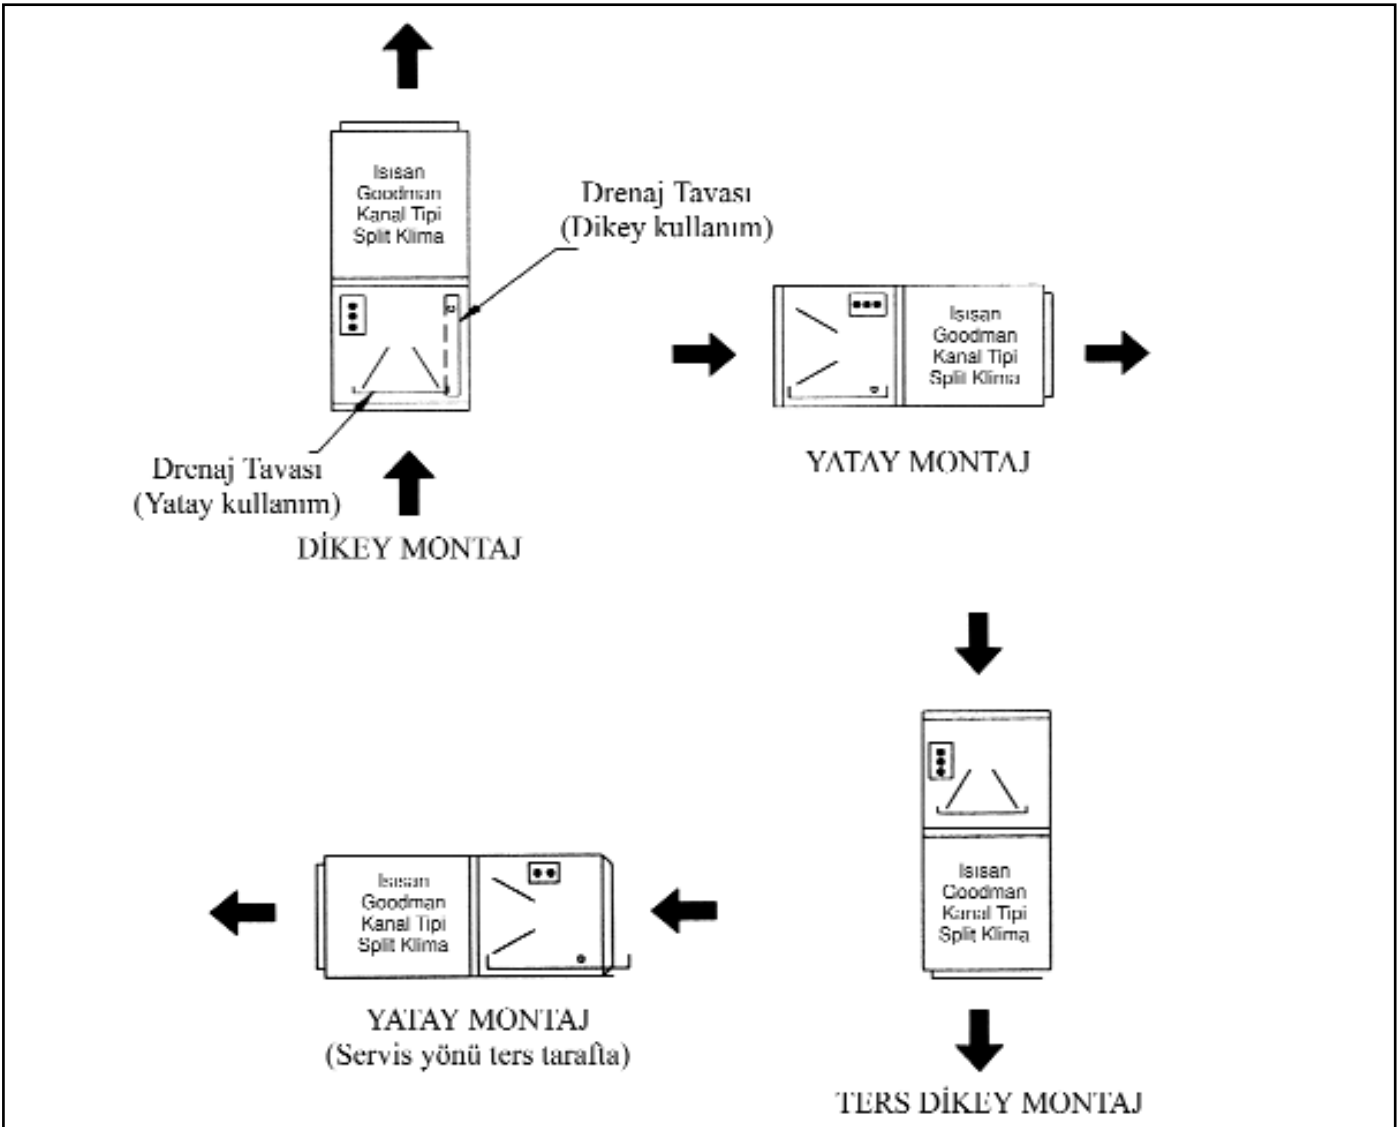 Isısan
Goodman
Kanal Tipi
Split Klima
Drenaj Tavası
(Dikey kullanım)
Drenaj Tavası
(Yatay kullanım)
DİKEY MONTAJ
Isısan
Goodman
Kanal Tipi
Split Klima
YATAY MONTAJ
Isısan
Goodman
Kanal Tipi
Split Klima
YATAY MONTAJ
(Servis yönü ters tarafta)
Isısan
Goodman
Kanal Tipi
Split Klima
TERS DİKEY MONTAJ